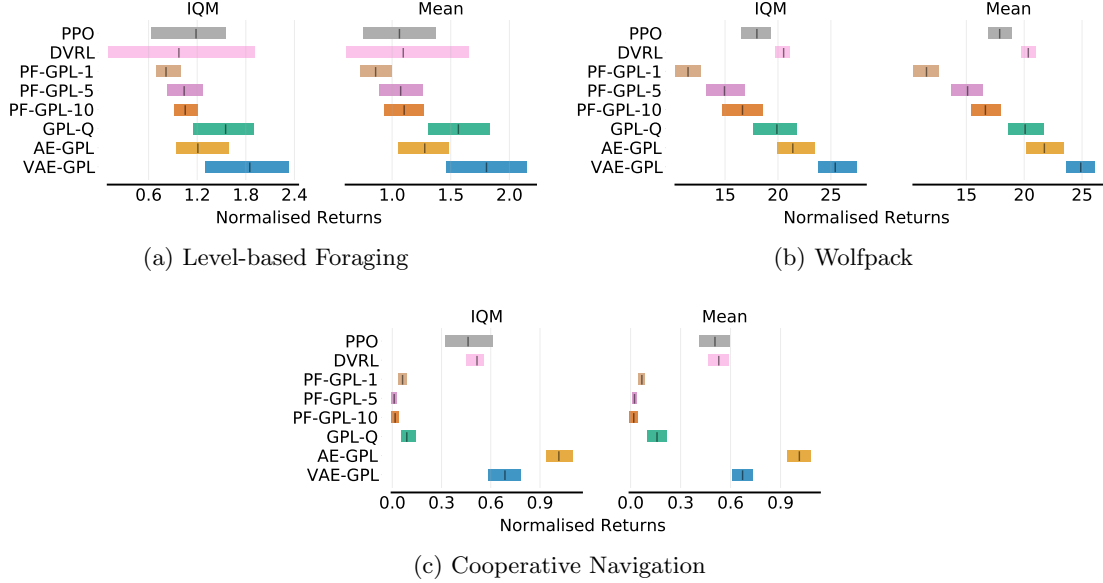 IQM Mean
PPO
DVRL
PF-GPL-1
PF-GPL-5
PF-GPL-10
GPL-Q
AE-GPL
VAE-GPL
0.6 1.2 1.8 2.4 1.0 1.5 2.0
Normalised Returns
(a) Level-based Foraging
IQM Mean
PPO
DVRL
PF-GPL-1
PF-GPL-5
PF-GPL-10
GPL-Q
AE-GPL
VAE-GPL
15 20 25 15 20 25
Normalised Returns
(b) Wolfpack
IQM Mean
PPO
DVRL
PF-GPL-1
PF-GPL-5
PF-GPL-10
GPL-Q
AE-GPL
VAE-GPL
0.0 0.3 0.6 0.9 0.0 0.3 0.6 0.9
Normalised Returns
(c) Cooperative Navigation